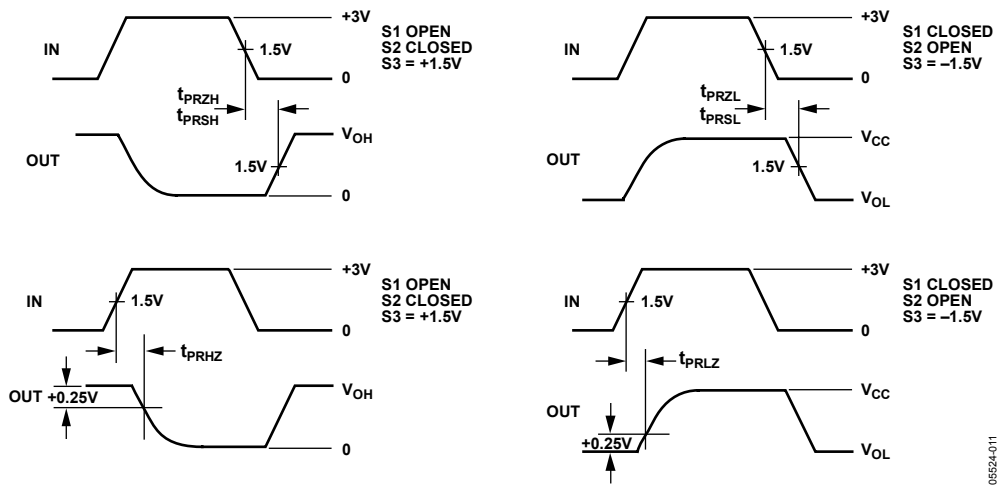 +3V
IN
1.5V
0
S1 OPEN
S2 CLOSED
S3 = +1.5V
tPRZH
tPRSH
OUT
1.5V
VOH
0
+3V
IN
1.5V
0
S1 CLOSED
S2 OPEN
S3 = –1.5V
tPRZL
tPRSL
OUT
1.5V
VCC
VOL
+3V
IN
1.5V
0
S1 OPEN
S2 CLOSED
S3 = +1.5V
tPRHZ
OUT
+0.25V
VOH
0
+3V
IN
1.5V
0
S1 CLOSED
S2 OPEN
S3 = –1.5V
tPRLZ
OUT
+0.25V
VCC
VOL
05524-011